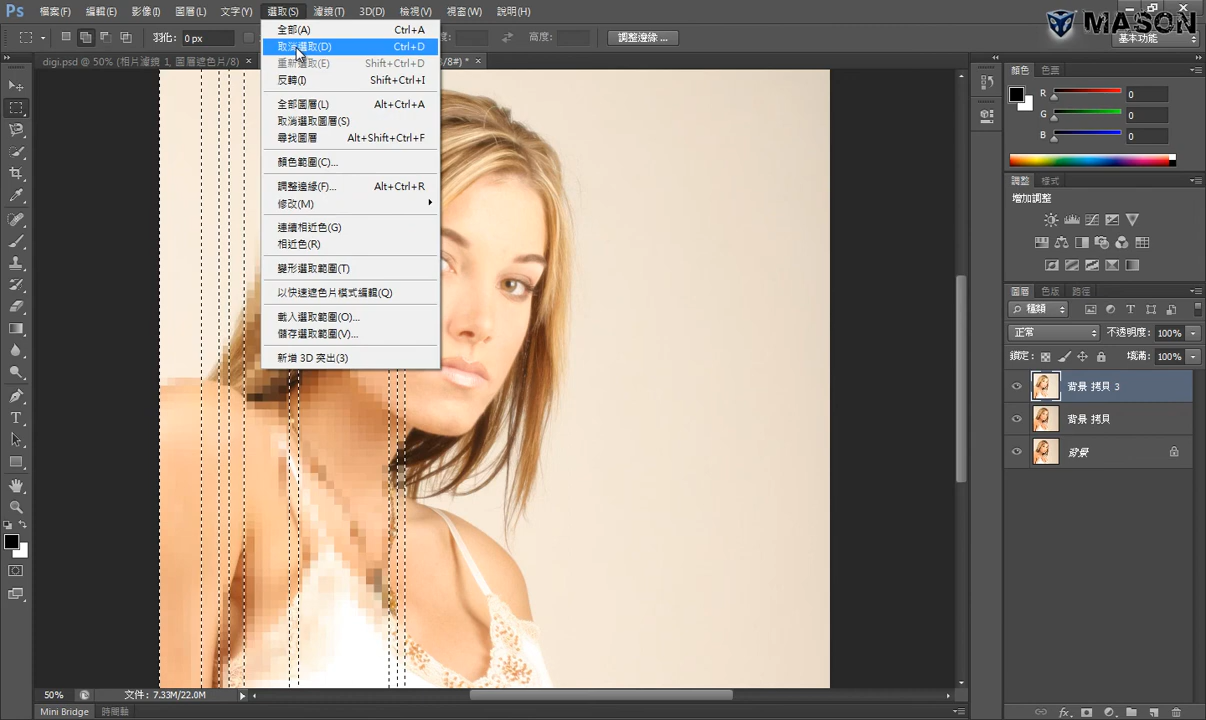 Ps 檔案(F) 編輯(E) 影像(I) 圖層(L) 文字(Y) 選取(S) 濾鏡(T) 3D(D) 檢視(V) 視窗(W) 說明(H)
MASON
羽化: 0 px 高度: 調整邊緣 ... 基本功能
digi.psd @ 50% (相片濾鏡 1, 圖層遮色片/8) × /8#) * ×
全部(A) Ctrl+A
取消選取(D) Ctrl+D
重新選取(E) Shift+Ctrl+D
反轉(I) Shift+Ctrl+I
全部圖層(L) Alt+Ctrl+A
取消選取圖層(S)
尋找圖層 Alt+Shift+Ctrl+F
顏色範圍(C)...
調整邊緣(F)... Alt+Ctrl+R
修改(M)
連續相近色(G)
相近色(R)
變形選取範圍(T)
以快速遮色片模式編輯(Q)
載入選取範圍(O)...
儲存選取範圍(V)...
新增 3D 突出(3)
顏色 色票
R 0
G 0
B 0
調整 樣式
增加調整
圖層 色版 路徑
種類
正常 不透明度: 100%
鎖定: 填滿: 100%
背景 拷貝 3
背景 拷貝
背景
50% 文件: 7.33M/22.0M
Mini Bridge 時間軸